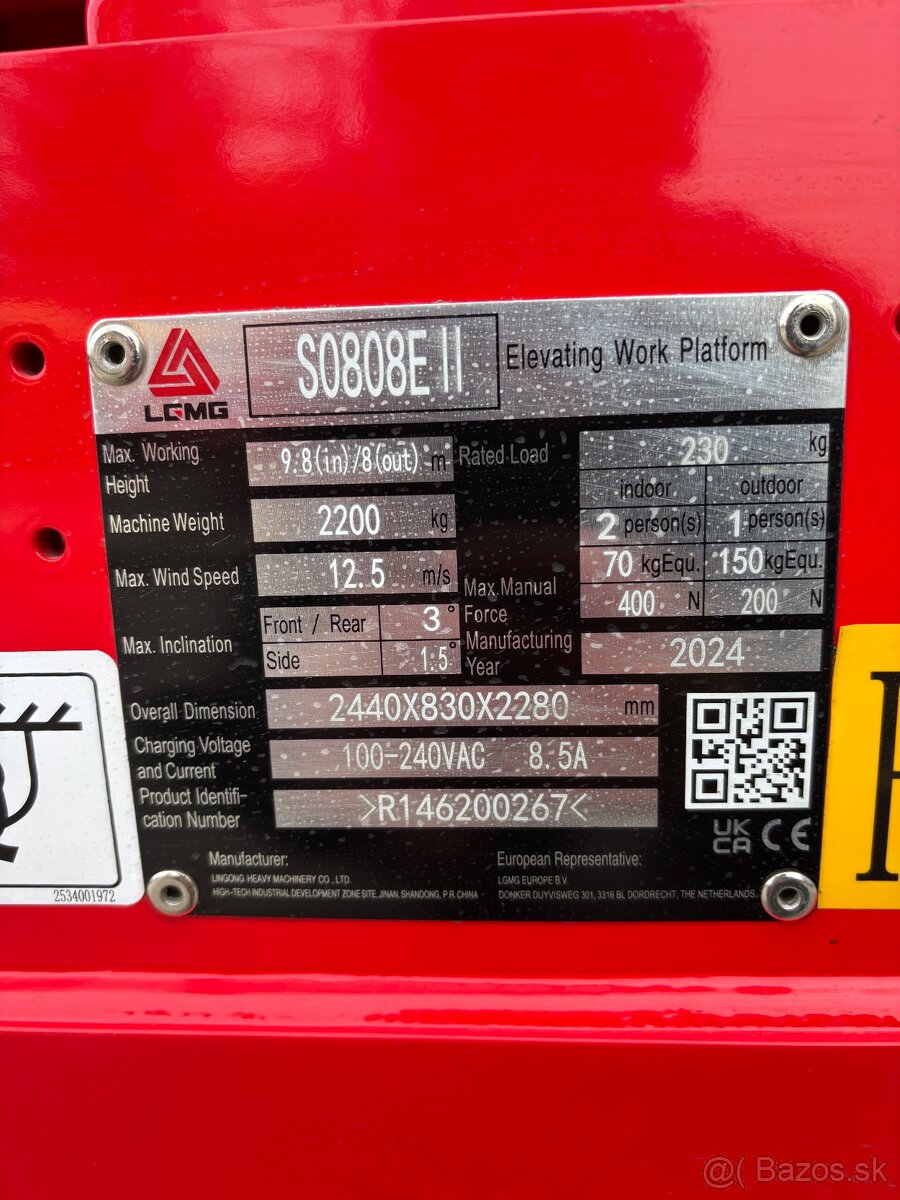 LGMG
S0808E II
Elevating Work Platform
Max. Working Height 9.8(in)/8(out) m
Rated Load 230 kg
indoor outdoor
2 person(s) 1 person(s)
70 kgEqu. 150 kgEqu.
Machine Weight 2200 kg
Max. Wind Speed 12.5 m/s
Max.Manual Force 400 N 200 N
Max. Inclination Front / Rear 3°
Side 1.5°
Manufacturing Year 2024
Overall Dimension 2440X830X2280 mm
Charging Voltage and Current 100-240VAC 8.5A
Product Identifi-
cation Number >R146200267<
UK
CA CE
Manufacturer:
LINGONG HEAVY MACHINERY CO., LTD.
HIGH-TECH INDUSTRIAL DEVELOPMENT ZONE SITE, JINAN, SHANDONG, P.R.CHINA
European Representative:
LGMG EUROPE B.V.
DONKER DUYVISWEG 301, 3316 BL DORDRECHT, THE NETHERLANDS.
2534001972
@( Bazos.sk